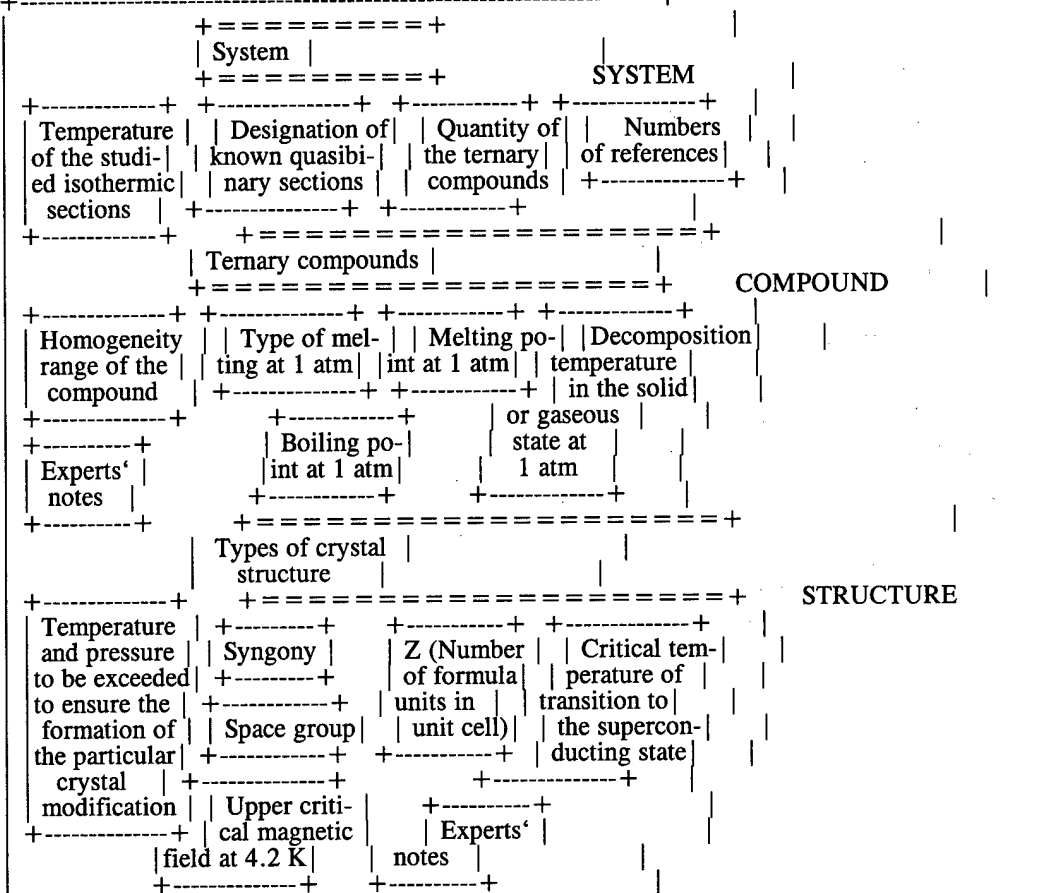 +---------------------------------------------------------------+
+=========+ |
| System | |
+=========+ SYSTEM |
+-------------+ +---------------+ +------------+ +--------------+ |
| Temperature | | Designation of| | Quantity of| | Numbers | |
of the studi-| |known quasibi-| |the ternary| | of references| |
ed isothermic| | nary sections | | compounds | +--------------+ |
sections | +---------------+ +------------+ |
+-------------+ +===================+ |
| Ternary compounds | |
+===================+ COMPOUND |
+--------------+ +--------------+ +------------+ +-------------+ |
| Homogeneity | | Type of mel- | | Melting po-| |Decomposition| |
range of the | | ting at 1 atm| |int at 1 atm| | temperature | |
compound | +--------------+ +------------+ | in the solid| |
+--------------+ +------------+ | or gaseous | |
+----------+ | Boiling po-| | state at | |
| Experts‘ | |int at 1 atm| | 1 atm | |
notes | +------------+ +------------+ |
+----------+ +===================+ |
| Types of crystal | |
structure | |
+--------------+ +===================+ STRUCTURE
| Temperature | +---------+ +------------+ +--------------+ |
and pressure | | Syngony | | Z (Number | | Critical tem-| |
to be exceeded| +---------+ | of formula| | perature of | |
to ensure the | +------------+ units in | | transition to | |
formation of | | Space group| | unit cell)| | the supercon-| |
the particular| +------------+ +------------+ | ducting state| |
crystal | +--------------+ +--------------+ |
modification | | Upper criti- | +----------+ |
+--------------+ | cal magnetic | Experts‘ | |
|field at 4.2 K| | notes | |
+--------------+ +----------+ |